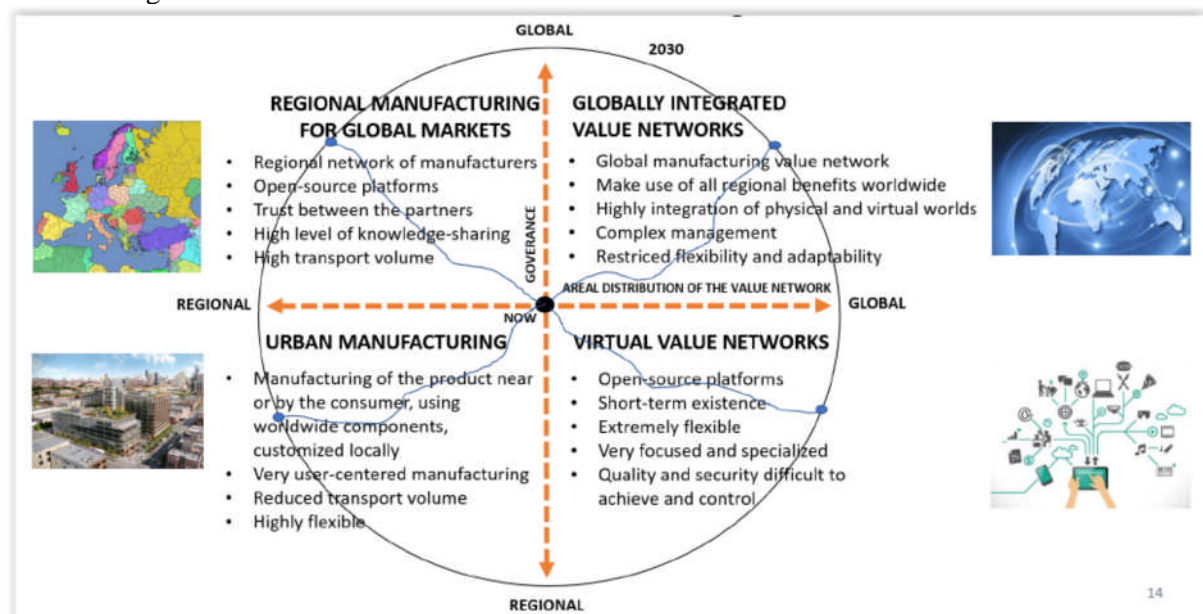 GLOBAL
2030
REGIONAL MANUFACTURING
FOR GLOBAL MARKETS
• Regional network of manufacturers
• Open-source platforms
• Trust between the partners
• High level of knowledge-sharing
• High transport volume
GLOBALLY INTEGRATED
VALUE NETWORKS
• Global manufacturing value network
• Make use of all regional benefits worldwide
• Highly integration of physical and virtual worlds
• Complex management
• Restriced flexibility and adaptability
GOVERANCE
AREAL DISTRIBUTION OF THE VALUE NETWORK
REGIONAL
GLOBAL
NOW
URBAN MANUFACTURING
• Manufacturing of the product near
or by the consumer, using
worldwide components,
customized locally
• Very user-centered manufacturing
• Reduced transport volume
• Highly flexible
VIRTUAL VALUE NETWORKS
• Open-source platforms
• Short-term existence
• Extremely flexible
• Very focused and specialized
• Quality and security difficult to
achieve and control
REGIONAL
14